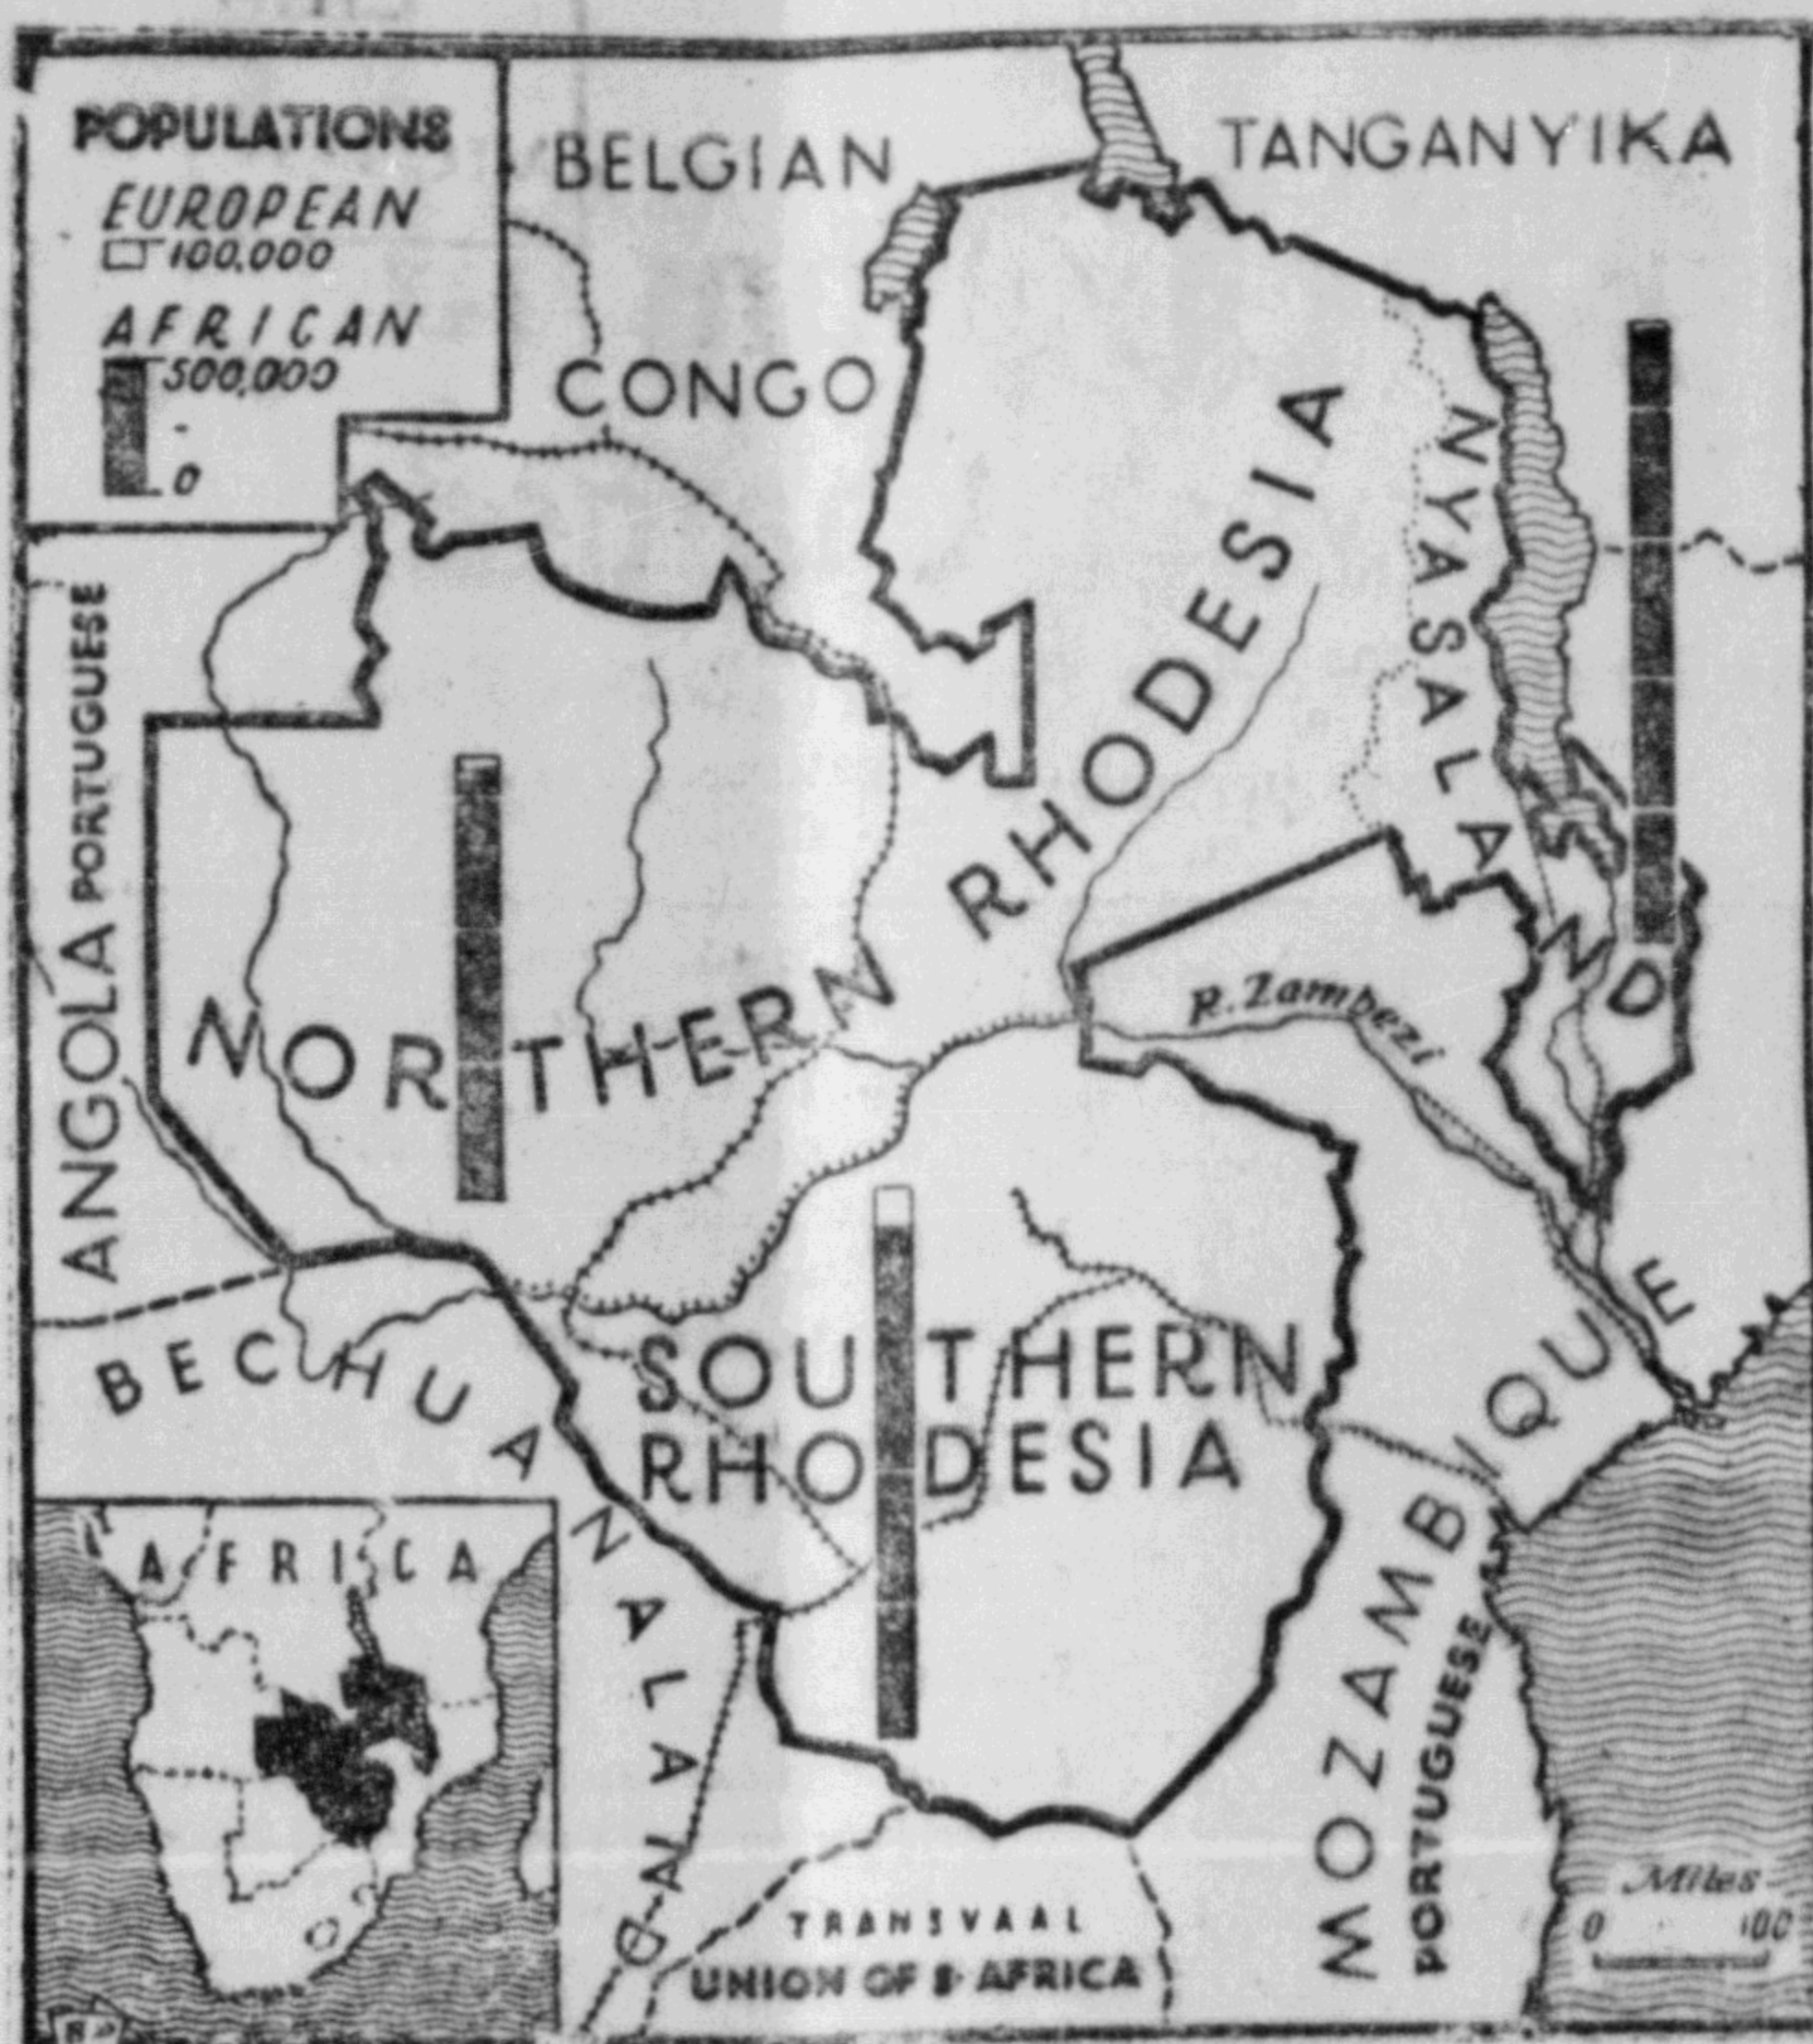 POPULATIONS
EUROPEAN
100,000
AFRICAN
500,000
0
BELGIAN
CONGO
TANGANYIKA
NYASALAND
NORTHERN RHODESIA
ANGOLA PORTUGUESE
R. Zambezi
SOUTHERN
RHODESIA
BECHUANALAND
MOZAMBIQUE
PORTUGUESE
AFRICA
TRANSVAAL
UNION OF S. AFRICA
Miles
0 100